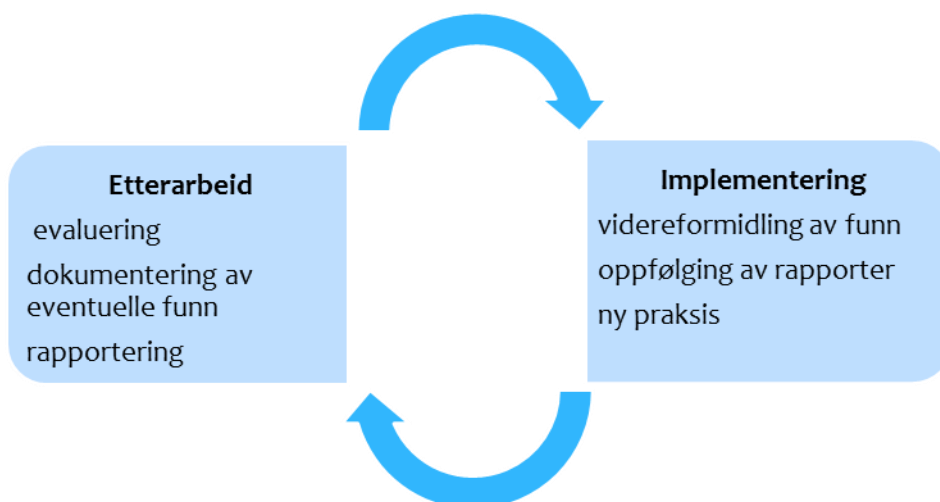 Etterarbeid
evaluering
dokumentering av
eventuelle funn
rapportering
Implementering
videreformidling av funn
oppfølging av rapporter
ny praksis